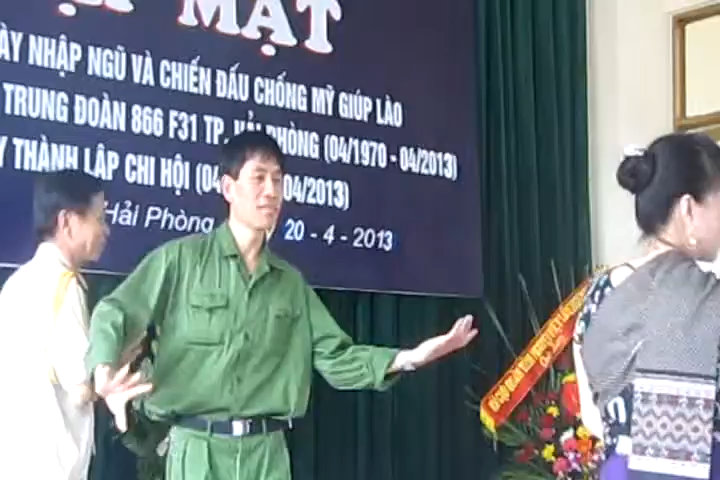 MẶT
ÀY NHẬP NGŨ VÀ CHIẾN ĐẤU CHỐNG MỸ GIÚP LÀO
TRUNG ĐOÀN 866 F31 TP. HẢI PHÒNG (04/1970 - 04/2013)
Y THÀNH LẬP CHI HỘI (04 04/2013)
Hải Phòng 20 - 4 - 2013